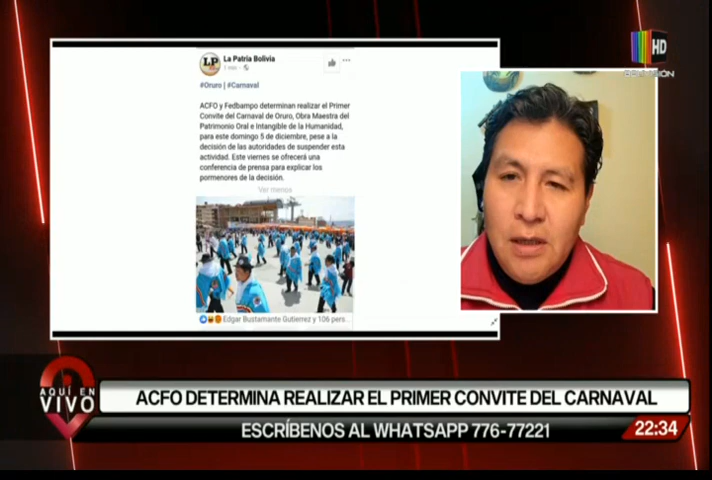 La Patria Bolivia
1 min
#Oruro | #Carnaval
ACFO y Fedbampo determinan realizar el Primer
Convite del Carnaval de Oruro, Obra Maestra del
Patrimonio Oral e Intangible de la Humanidad,
para este domingo 5 de diciembre, pese a la
decisión de las autoridades de suspender esta
actividad. Este viernes se ofrecerá una
conferencia de prensa para explicar los
pormenores de la decisión.
Ver menos
Edgar Bustamante Gutierrez y 106 pers...
LP
HD
AQUÍ EN
VIVO
ACFO DETERMINA REALIZAR EL PRIMER CONVITE DEL CARNAVAL
ESCRÍBENOS AL WHATSAPP 776-77221
22:34